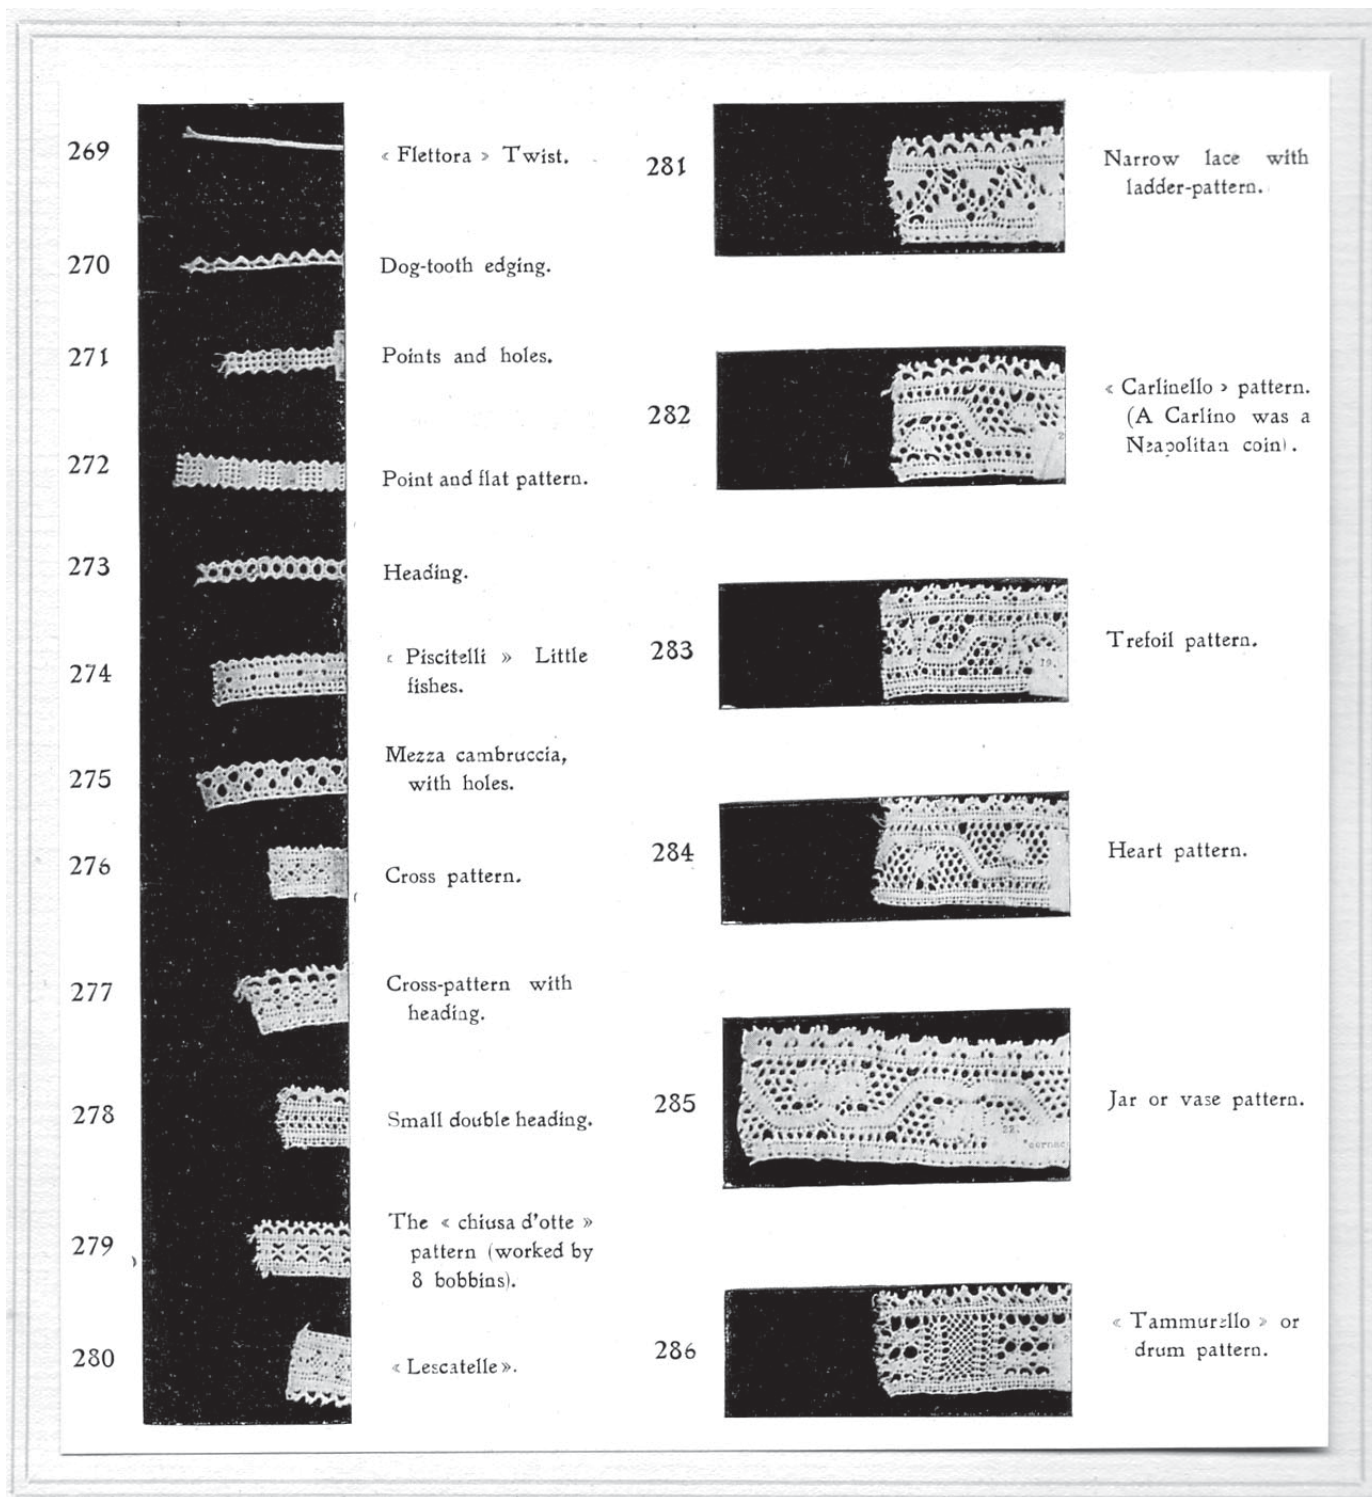 269
« Flettora » Twist.
270
Dog-tooth edging.
271
Points and holes.
272
Point and flat pattern.
273
Heading.
274
« Piscitelli » Little
fishes.
275
Mezza cambruccia,
with holes.
276
Cross pattern.
277
Cross-pattern with
heading.
278
Small double heading.
279
The « chiusa d'otte »
pattern (worked by
8 bobbins).
280
« Lescatelle ».
281
Narrow lace with
ladder-pattern.
282
« Carlinello » pattern.
(A Carlino was a
Neapolitan coin).
283
19.
Trefoil pattern.
284
Heart pattern.
285
22.
Jar or vase pattern.
286
« Tammurello » or
drum pattern.